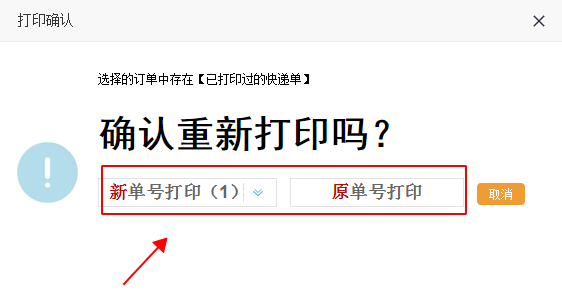 打印确认
选择的订单中存在【已打印过的快递单】
确认重新打印吗？
新单号打印（1） 原单号打印 取消